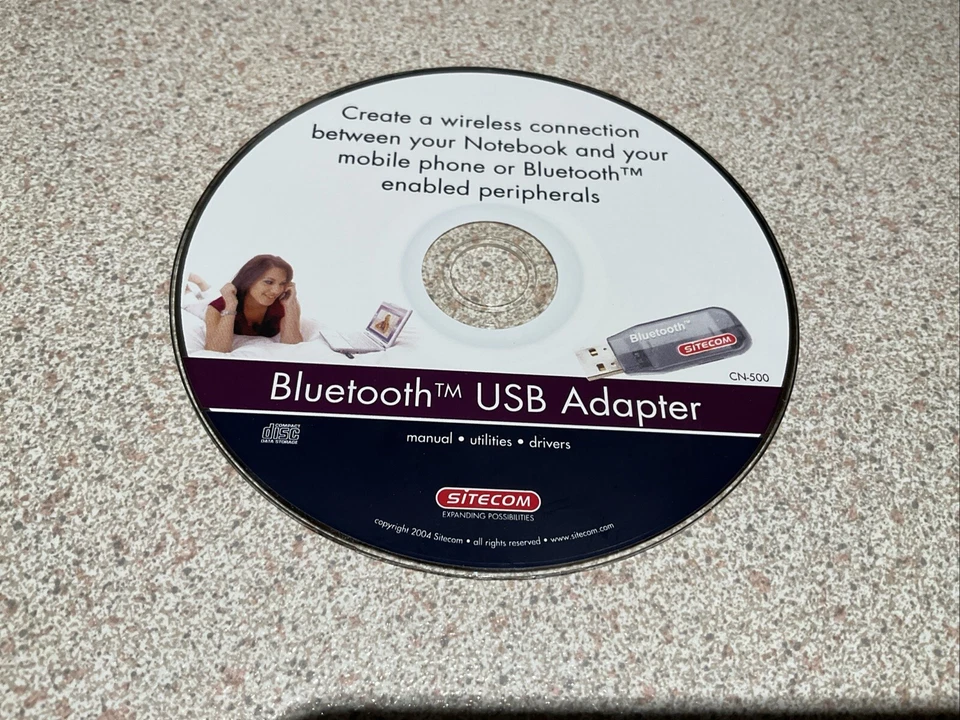 Create a wireless connection
between your Notebook and your
mobile phone or Bluetooth™
enabled peripherals
Bluetooth™
SITECOM
CN-500
Bluetooth™ USB Adapter
COMPACT
disc
DATA STORAGE
manual • utilities • drivers
SITECOM
EXPANDING POSSIBILITIES
copyright 2004 Sitecom • all rights reserved • www.sitecom.com